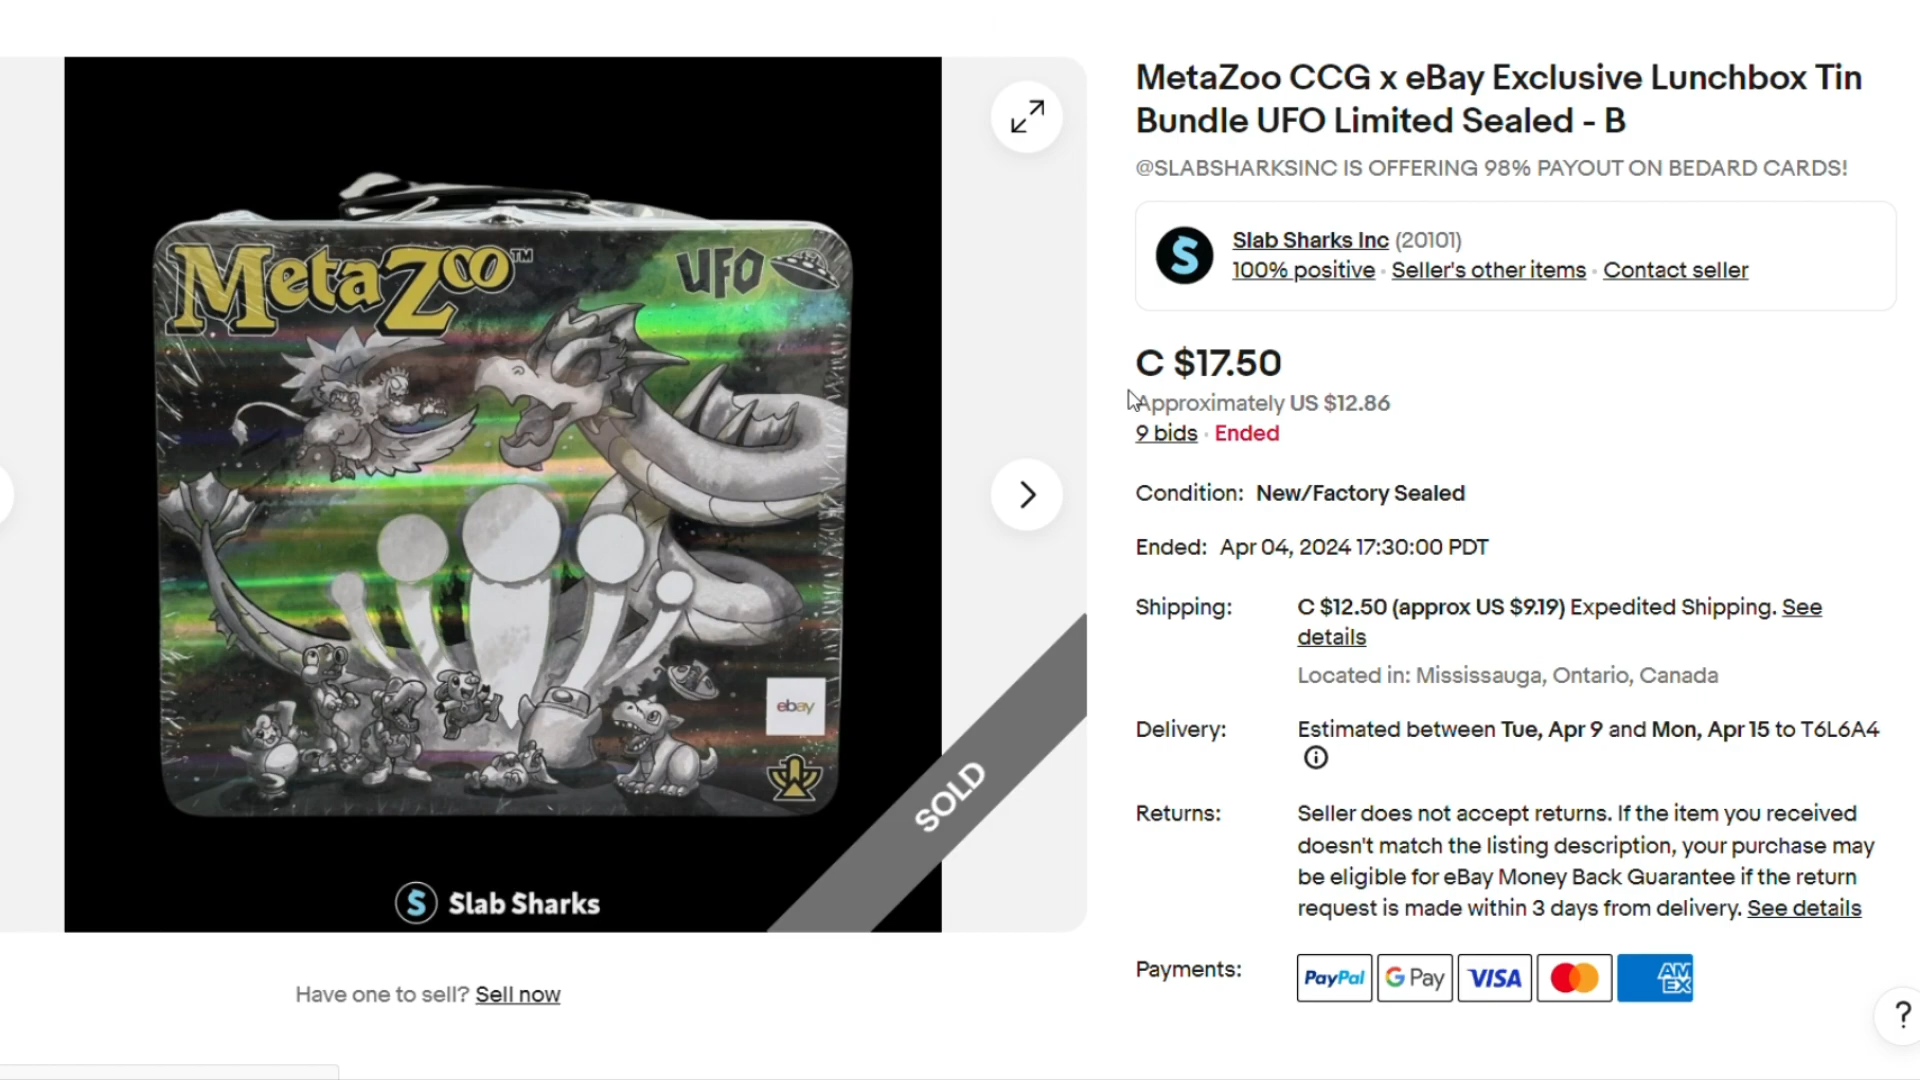 MetaZoo™
UFO
ebay
SOLD
S Slab Sharks
Have one to sell? Sell now
MetaZoo CCG x eBay Exclusive Lunchbox Tin
Bundle UFO Limited Sealed - B
@SLABSHARKSINC IS OFFERING 98% PAYOUT ON BEDARD CARDS!
S
Slab Sharks Inc (20101)
100% positive · Seller's other items · Contact seller
C $17.50
Approximately US $12.86
9 bids · Ended
Condition: New/Factory Sealed
Ended: Apr 04, 2024 17:30:00 PDT
Shipping: C $12.50 (approx US $9.19) Expedited Shipping. See
details
Located in: Mississauga, Ontario, Canada
Delivery: Estimated between Tue, Apr 9 and Mon, Apr 15 to T6L6A4
Returns: Seller does not accept returns. If the item you received
doesn't match the listing description, your purchase may
be eligible for eBay Money Back Guarantee if the return
request is made within 3 days from delivery. See details
Payments: PayPal G Pay VISA AM EX
?